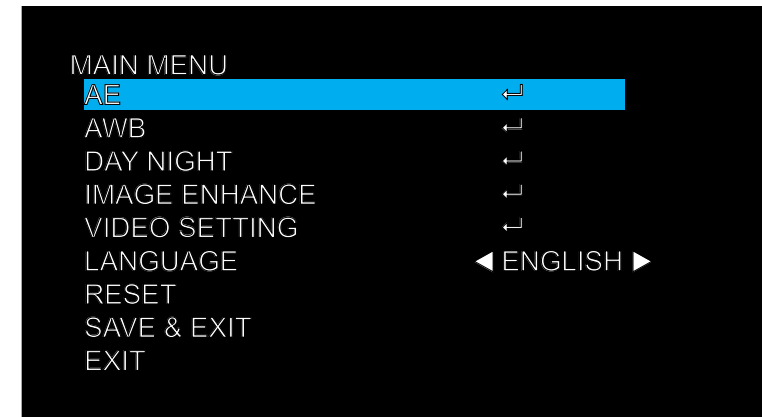 MAIN MENU
AE ↵
AWB ↵
DAY NIGHT ↵
IMAGE ENHANCE ↵
VIDEO SETTING ↵
LANGUAGE ◀ ENGLISH ▶
RESET
SAVE & EXIT
EXIT